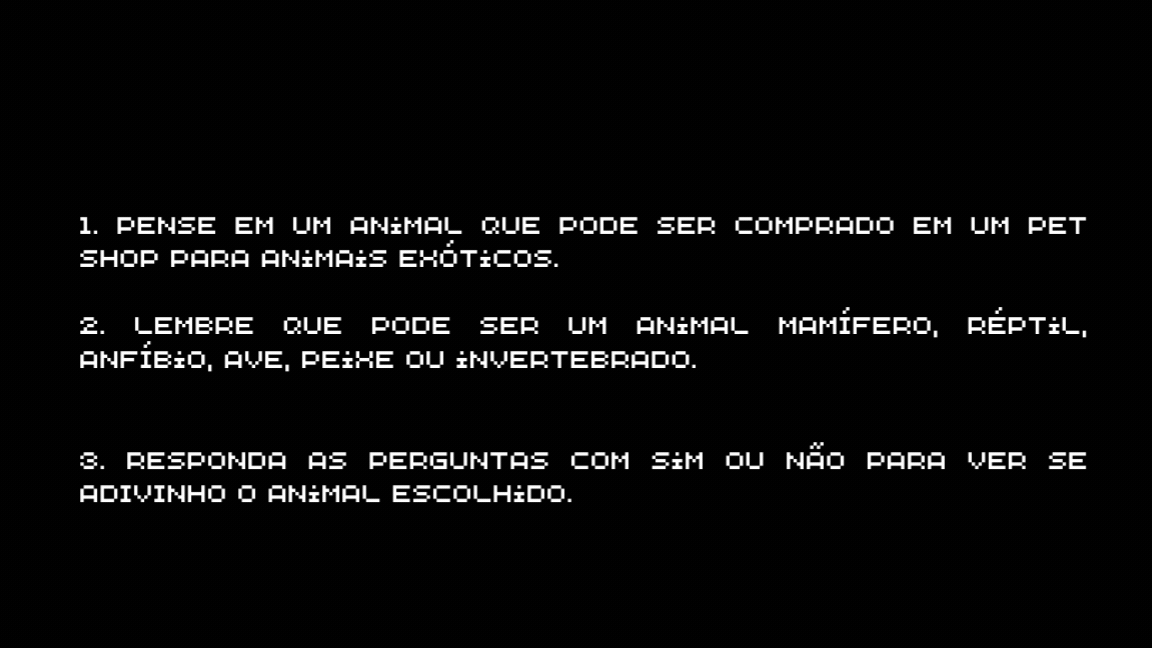 1. PENSE EM UM ANiMAL QUE PODE SER COMPRADO EM UM PET
SHOP PARA ANiMAiS EXÓTiCOS.
2. LEMBRE QUE PODE SER UM ANiMAL MAMÍFERO, RÉPTiL,
ANFÍBiO, AVE, PEiXE OU iNVERTEBRADO.
3. RESPONDA AS PERGUNTAS COM SiM OU NÃO PARA VER SE
ADIVINHO O ANiMAL ESCOLHiDO.